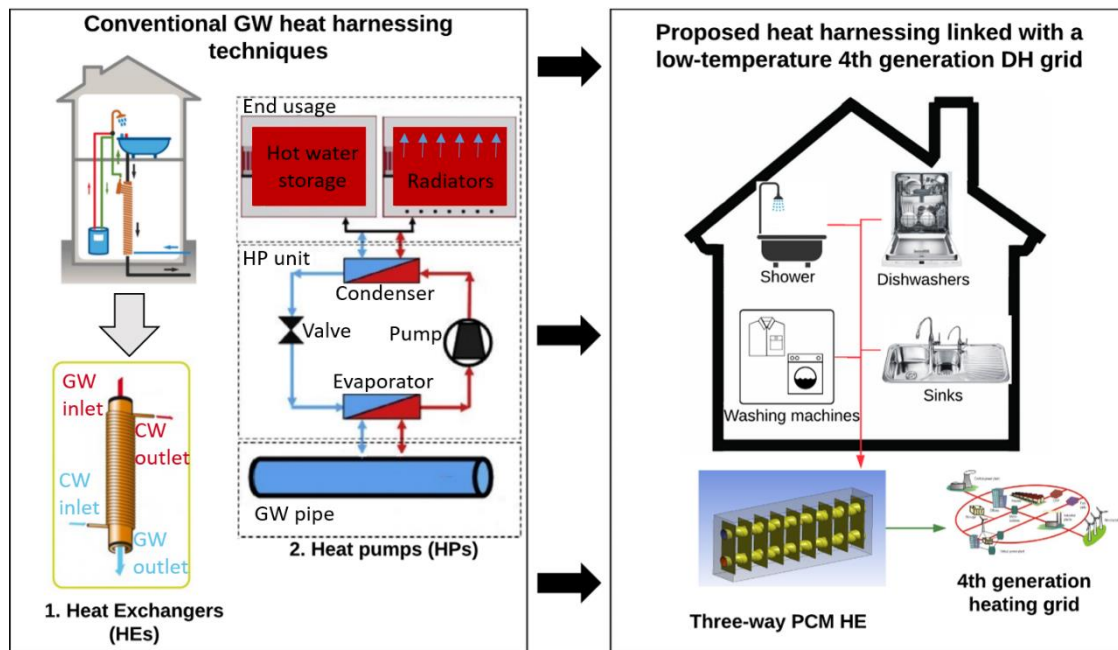 Conventional GW heat harnessing
techniques
End usage
Hot water
storage
Radiators
HP unit
Condenser
Valve
Pump
Evaporator
GW pipe
2. Heat pumps (HPs)
GW
inlet
CW
outlet
CW
inlet
GW
outlet
1. Heat Exchangers
(HEs)
Proposed heat harnessing linked with a
low-temperature 4th generation DH grid
Shower
Dishwashers
Washing machines
Sinks
Three-way PCM HE
4th generation
heating grid